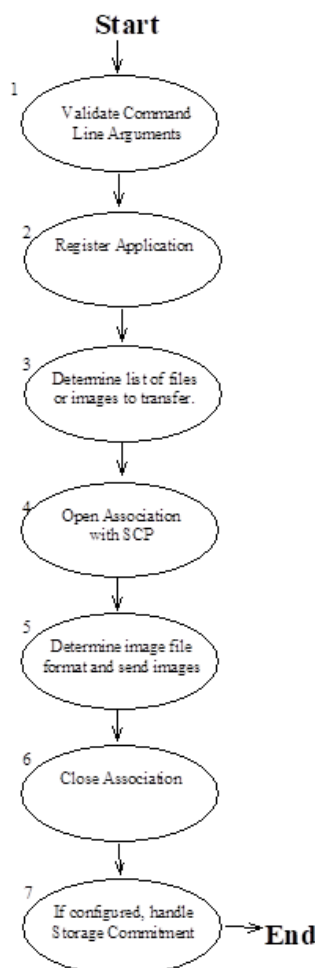 Start
1
Validate Command
Line Arguments
2
Register Application
3
Determine list of files
or images to transfer.
4
Open Association
with SCP
5
Determine image file
format and send images
6
Close Association
7
If configured, handle
Storage Commitment
End